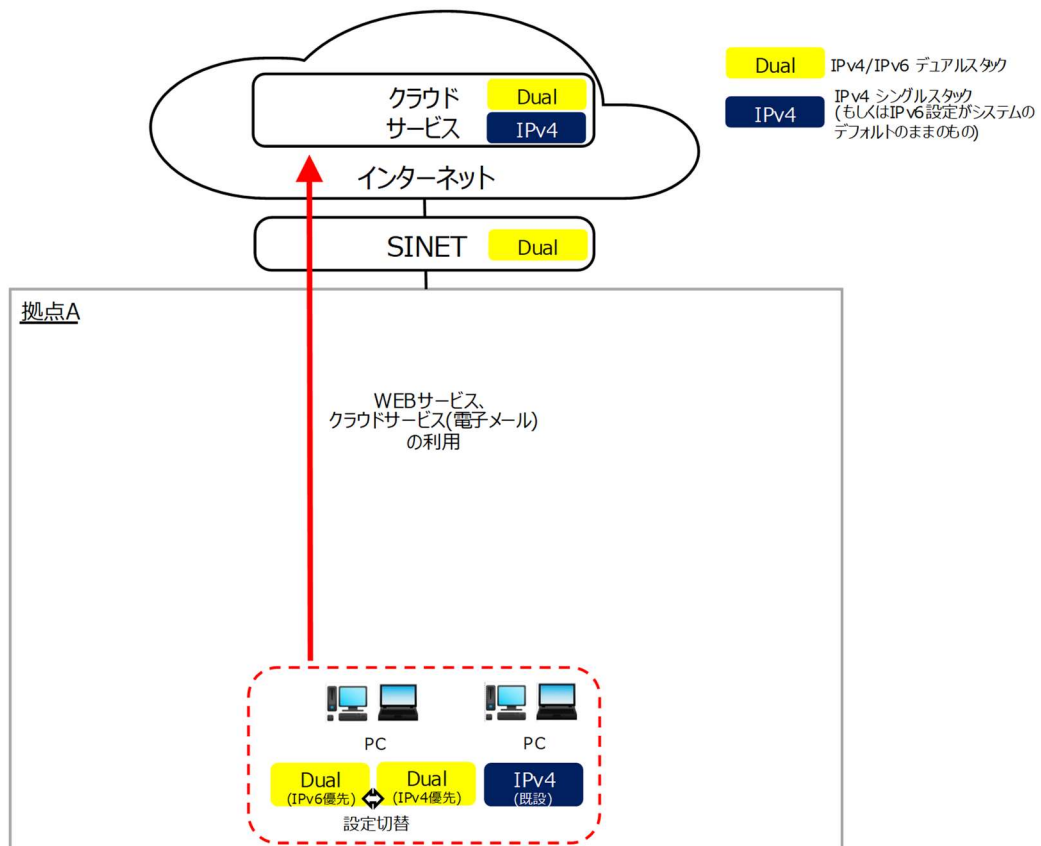 クラウド
サービス
Dual
IPv4
インターネット
SINET
Dual
Dual
IPv4/IPv6 デュアルスタック
IPv4
IPv4 シングルスタック
(もしくはIPv6設定がシステムの
デフォルトのままのもの)
拠点A
WEBサービス、
クラウドサービス(電子メール)
の利用
PC
PC
Dual
(IPv6優先)
Dual
(IPv4優先)
IPv4
(既設)
設定切替